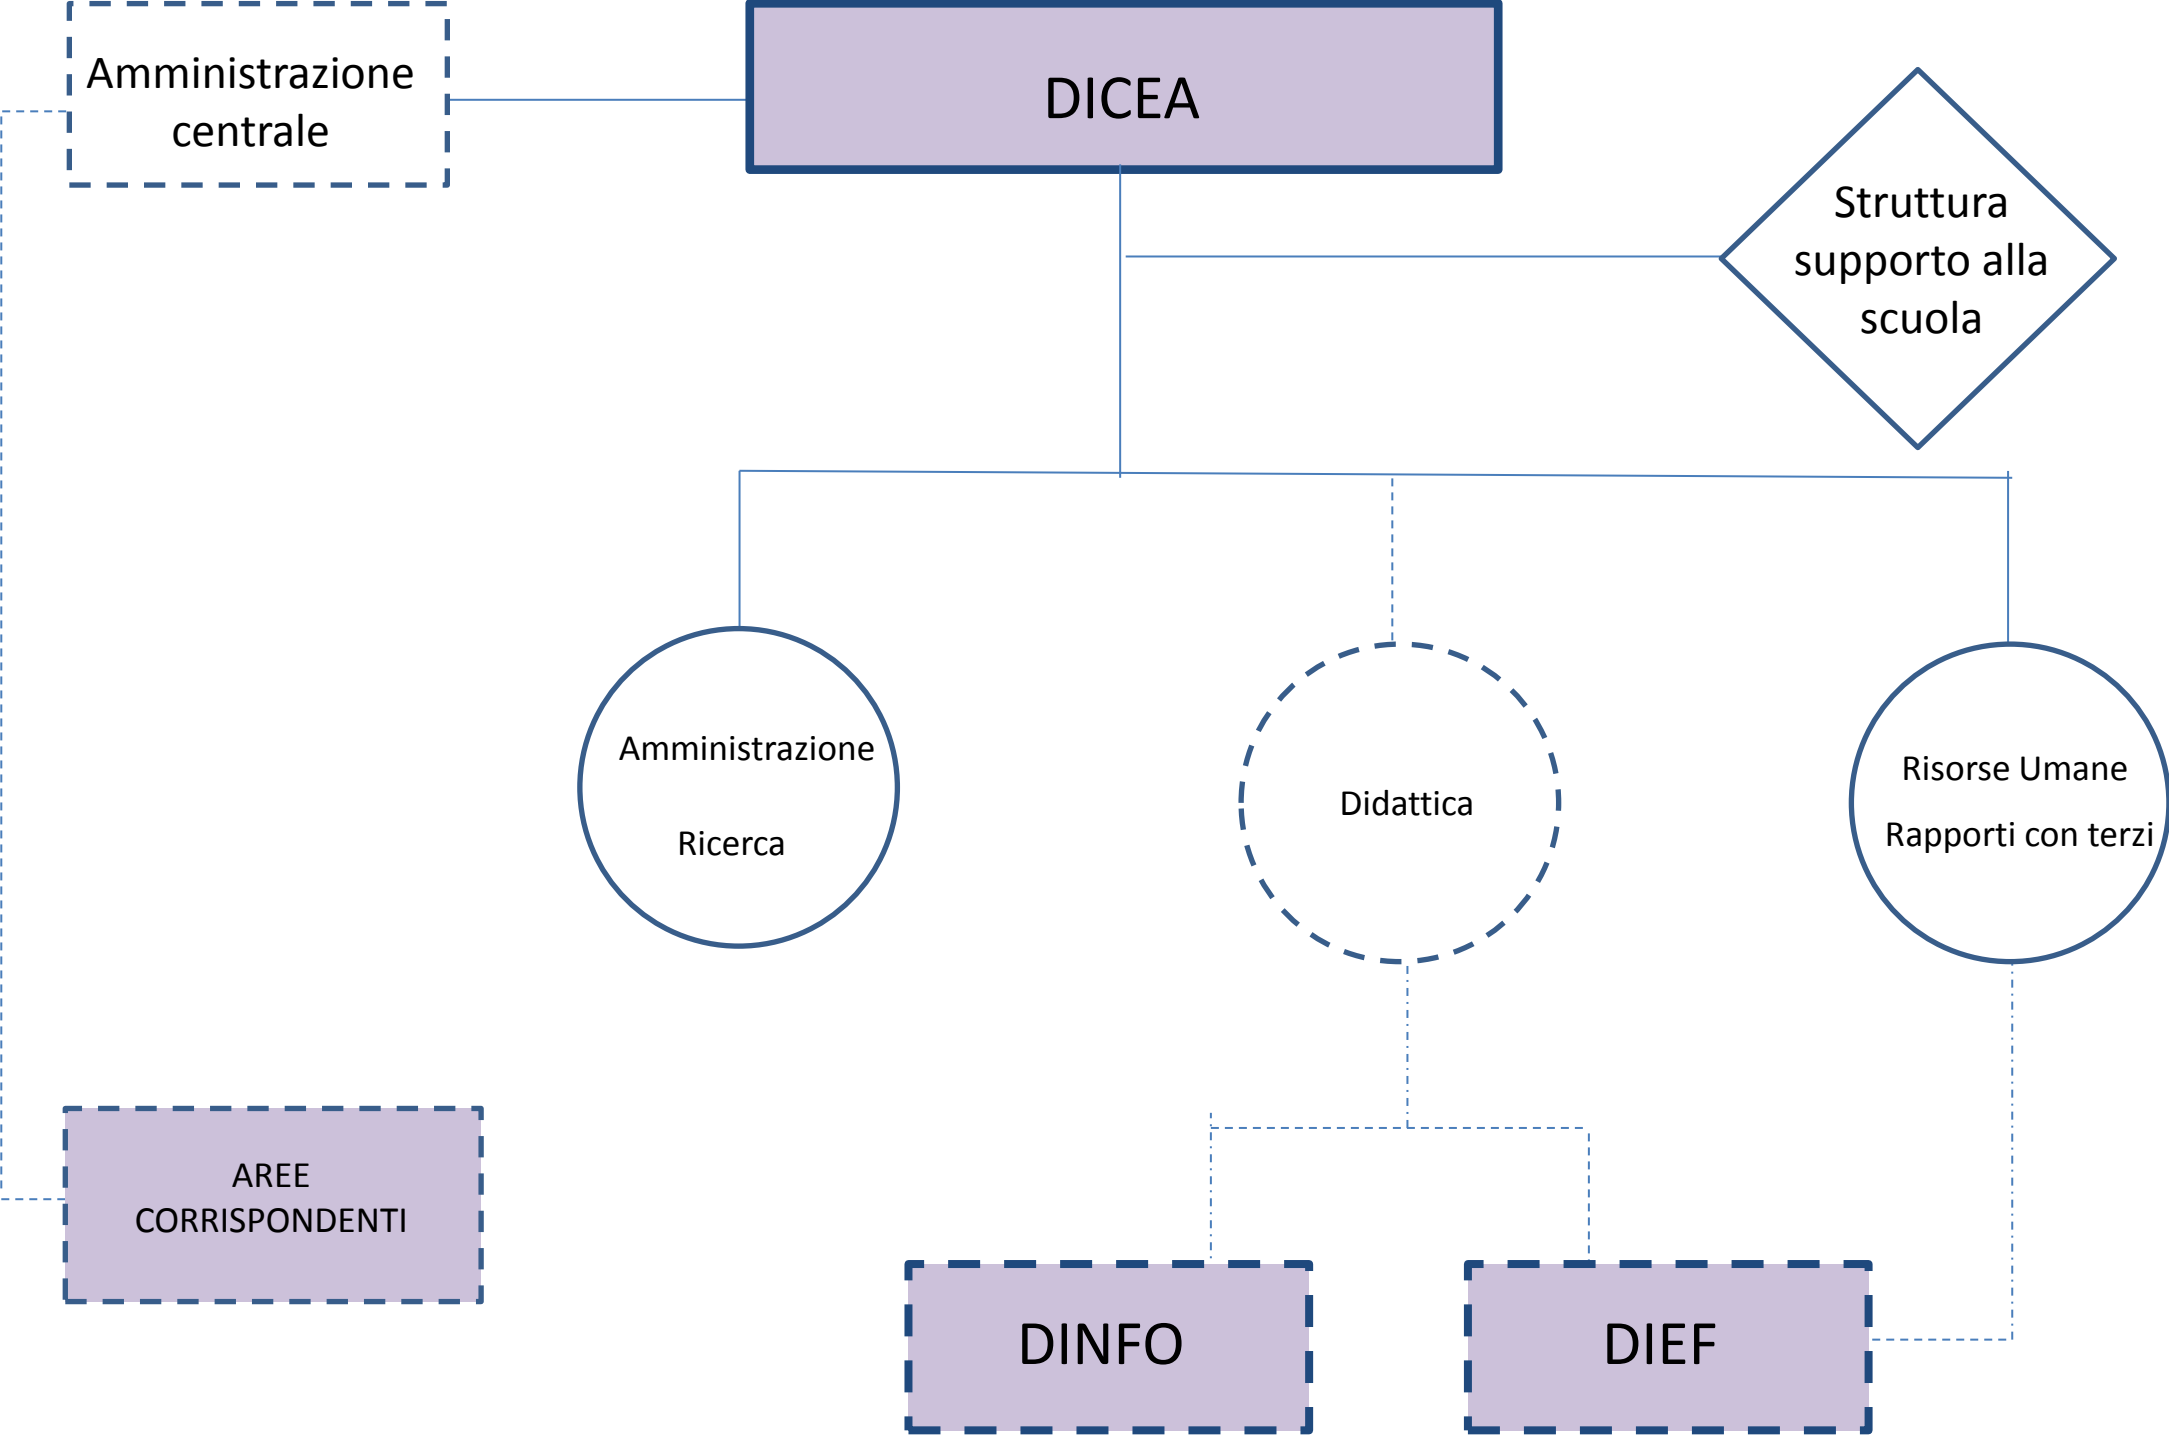 Amministrazione
centrale
DICEA
Struttura
supporto alla
scuola
Amministrazione
Ricerca
Didattica
Risorse Umane
Rapporti con terzi
AREE
CORRISPONDENTI
DINFO
DIEF